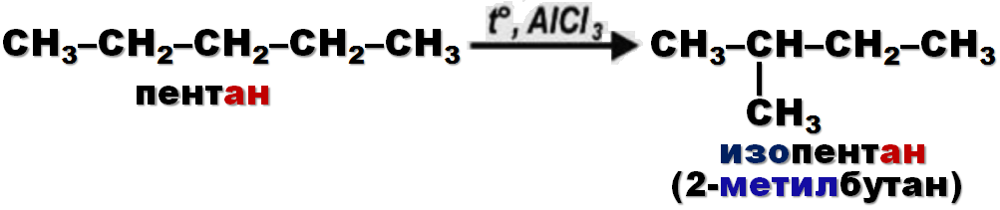 CH₃–CH₂–CH₂–CH₂–CH₃
пентан
t°, AlCl₃
CH₃–CH–CH₂–CH₃
CH₃
изопентан
(2-метилбутан)